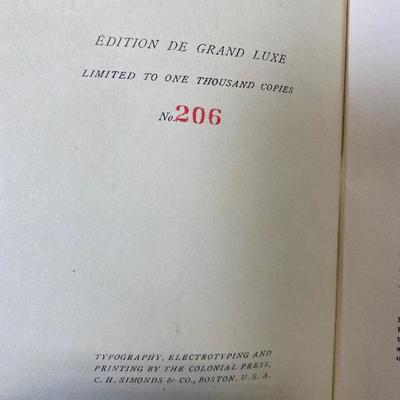 ÉDITION DE GRAND LUXE
LIMITED TO ONE THOUSAND COPIES
No. 206
TYPOGRAPHY, ELECTROTYPING AND
PRINTING BY THE COLONIAL PRESS,
C. H. SIMONDS & CO., BOSTON, U. S. A.